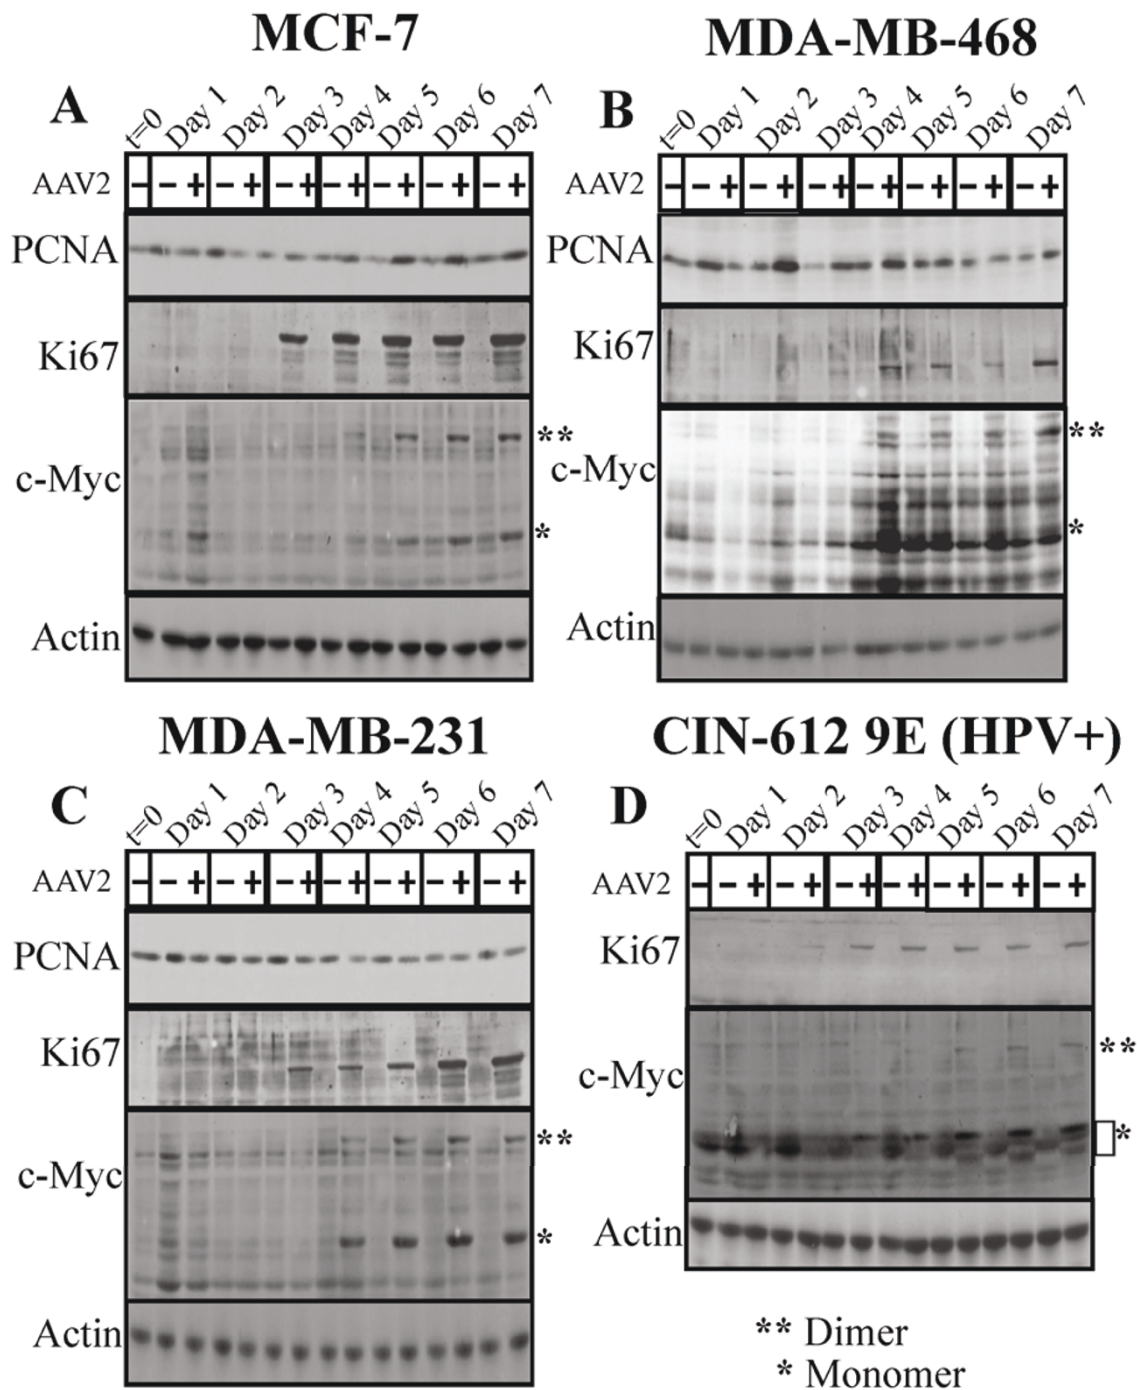 MCF-7
A
t=0 Day 1 Day 2 Day 3 Day 4 Day 5 Day 6 Day 7
AAV2 − − + − + − + − + − + − + − +
PCNA
Ki67
c-Myc
**
*
Actin
MDA-MB-468
B
t=0 Day 1 Day 2 Day 3 Day 4 Day 5 Day 6 Day 7
AAV2 − − + − + − + − + − + − + − +
PCNA
Ki67
c-Myc
**
*
Actin
MDA-MB-231
C
t=0 Day 1 Day 2 Day 3 Day 4 Day 5 Day 6 Day 7
AAV2 − − + − + − + − + − + − + − +
PCNA
Ki67
c-Myc
**
*
Actin
CIN-612 9E (HPV+)
D
t=0 Day 1 Day 2 Day 3 Day 4 Day 5 Day 6 Day 7
AAV2 − − + − + − + − + − + − + − +
Ki67
c-Myc
**
*
Actin
** Dimer
* Monomer